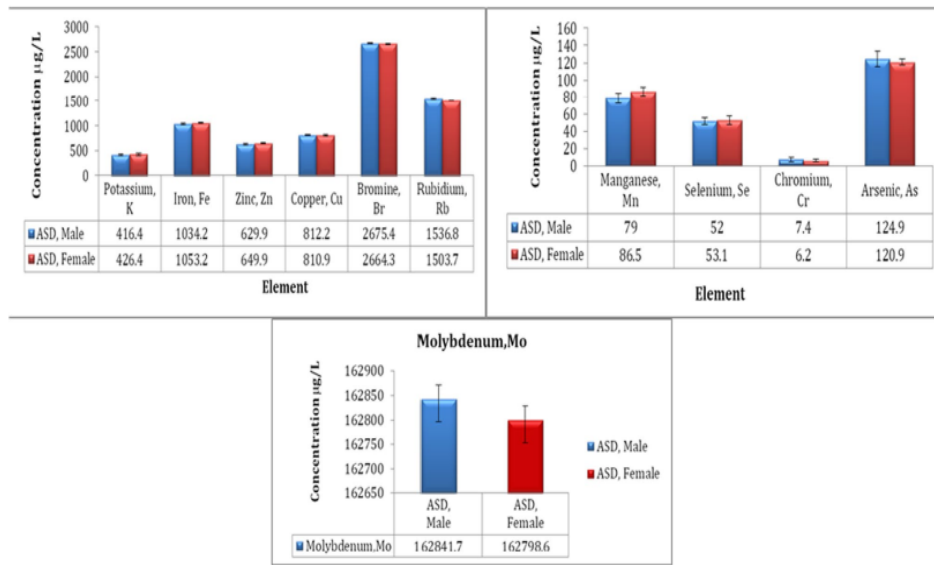 Concentration µg/L
3000
2500
2000
1500
1000
500
0
Potassium, K
Iron, Fe
Zinc, Zn
Copper, Cu
Bromine, Br
Rubidium, Rb
ASD, Male 416.4 1034.2 629.9 812.2 2675.4 1536.8
ASD, Female 426.4 1053.2 649.9 810.9 2664.3 1503.7
Element
Concentration µg/L
160
140
120
100
80
60
40
20
0
Manganese, Mn
Selenium, Se
Chromium, Cr
Arsenic, As
ASD, Male 79 52 7.4 124.9
ASD, Female 86.5 53.1 6.2 120.9
Element
Molybdenum,Mo
Concentration µg/L
162900
162850
162800
162750
162700
162650
ASD, Male
ASD, Female
ASD, Male
ASD, Female
Molybdenum,Mo 162841.7 162798.6